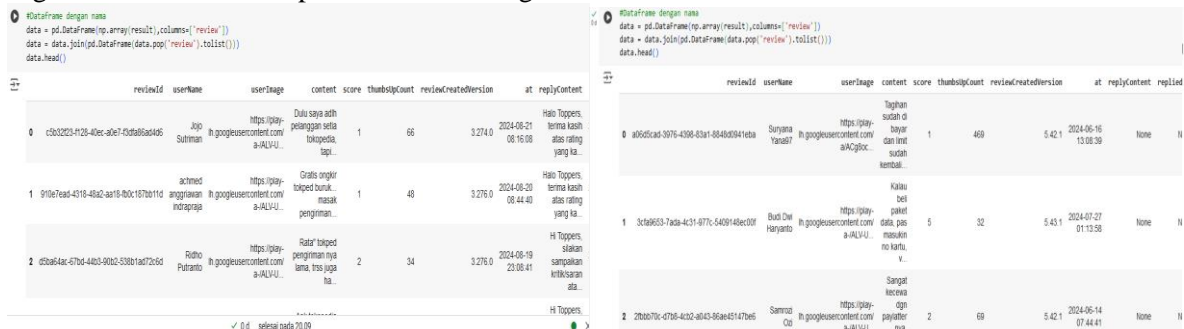 #DataFrame dengan nama
data = pd.DataFrame(np.array(result),columns=['review'])
data = data.join(pd.DataFrame(data.pop('review').tolist()))
data.head()
reviewId userName userImage content score thumbsUpCount reviewCreatedVersion at replyContent
0 c5b32f23-f128-40ec-a0e7-f3dfa86ad4d6 Jojo Sutriman https://play-lh.googleusercontent.com/a-/ALV-U... Dulu saya adlh pelanggan setia tokopedia, tapi... 1 66 3.274.0 2024-08-21 08:16:08 Halo Toppers, terima kasih atas rating yang ka...
1 910e7ead-4318-48a2-aa18-fb0c187bb11d achmed anggriawan indrapraja https://play-lh.googleusercontent.com/a-/ALV-U... Gratis ongkir tokped buruk... masak pengiriman... 1 48 3.276.0 2024-08-20 08:44:40 Halo Toppers, terima kasih atas rating yang ka...
2 d5ba64ac-67bd-44b3-90b2-538b1ad72c6d Ridho Putranto https://play-lh.googleusercontent.com/a-/ALV-U... Rata" tokped pengiriman nya lama, trss juga ha... 2 34 3.276.0 2024-08-19 23:08:41 Hi Toppers, silakan sampaikan kritik/saran ata...
Hi Toppers,
✓ 0 d selesai pada 20.09
#DataFrame dengan nama
data = pd.DataFrame(np.array(result),columns=['review'])
data = data.join(pd.DataFrame(data.pop('review').tolist()))
data.head()
reviewId userName userImage content score thumbsUpCount reviewCreatedVersion at replyContent replied
0 a06d5cad-3976-4398-83a1-8848d0941eba Suryana Yana97 https://play-lh.googleusercontent.com/a/ACg8oc... Tagihan sudah di bayar dan limit sudah kembali... 1 469 5.42.1 2024-06-16 13:08:39 None N
1 3cfa9653-7ada-4c31-977c-5409148ec00f Budi Dwi Haryanto https://play-lh.googleusercontent.com/a-/ALV-U... Kalau beli paket data, pas masukin no kartu, v... 5 32 5.43.1 2024-07-27 01:13:58 None N
2 2fbbb79c-d7b8-4cb2-a043-86ae45147be6 Samrozi Ozi https://play-lh.googleusercontent.com/a-/ALV-U... Sangat kecewa dgn paylatter nya 2 69 5.42.1 2024-06-14 07:44:41 None N